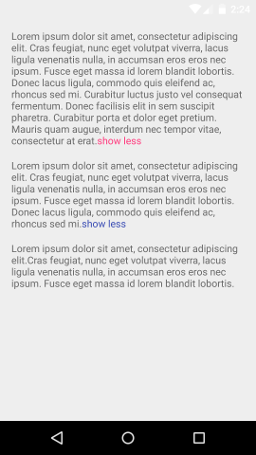 2:24
Lorem ipsum dolor sit amet, consectetur adipiscing
elit. Cras feugiat, nunc eget volutpat viverra, lacus
ligula venenatis nulla, in accumsan eros eros nec
ipsum. Fusce eget massa id lorem blandit lobortis.
Donec lacus ligula, commodo quis eleifend ac,
rhoncus sed mi. Curabitur luctus justo vel consequat
fermentum. Donec facilisis elit in sem suscipit
pharetra. Curabitur porta et dolor eget pretium.
Mauris quam augue, interdum nec tempor vitae,
consectetur at erat.show less
Lorem ipsum dolor sit amet, consectetur adipiscing
elit. Cras feugiat, nunc eget volutpat viverra, lacus
ligula venenatis nulla, in accumsan eros eros nec
ipsum. Fusce eget massa id lorem blandit lobortis.
Donec lacus ligula, commodo quis eleifend ac,
rhoncus sed mi.show less
Lorem ipsum dolor sit amet, consectetur adipiscing
elit.Cras feugiat, nunc eget volutpat viverra, lacus
ligula venenatis nulla, in accumsan eros eros nec
ipsum. Fusce eget massa id lorem blandit lobortis.